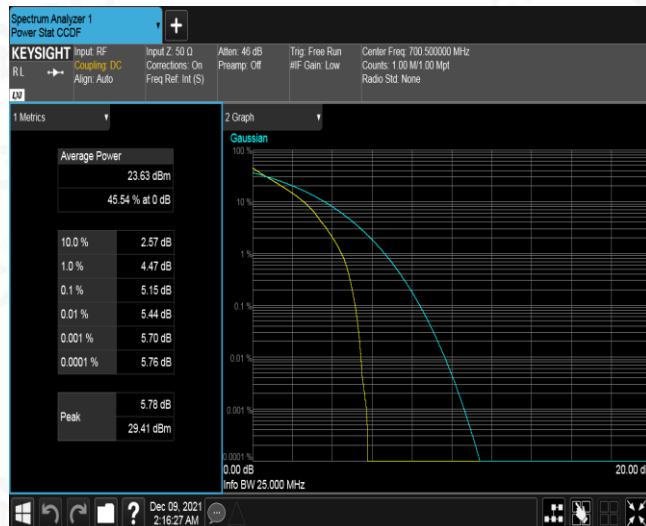 Spectrum Analyzer 1
Power Stat CCDF
+
KEYSIGHT
RL
LXI
Input: RF
Coupling: DC
Align: Auto
Input Z: 50 Ω
Corrections: On
Freq Ref: Int (S)
Atten: 46 dB
Preamp: Off
Trig: Free Run
#IF Gain: Low
Center Freq: 700.500000 MHz
Counts: 1.00 M/1.00 Mpt
Radio Std: None
1 Metrics
Average Power
23.63 dBm
45.54 % at 0 dB
10.0 % 2.57 dB
1.0 % 4.47 dB
0.1 % 5.15 dB
0.01 % 5.44 dB
0.001 % 5.70 dB
0.0001 % 5.76 dB
Peak
5.78 dB
29.41 dBm
2 Graph
Gaussian
100 %
10 %
1 %
0.1 %
0.01 %
0.001 %
0.0001 %
0.00 dB
20.00 dB
Info BW 25.000 MHz
?
Dec 09, 2021
2:16:27 AM